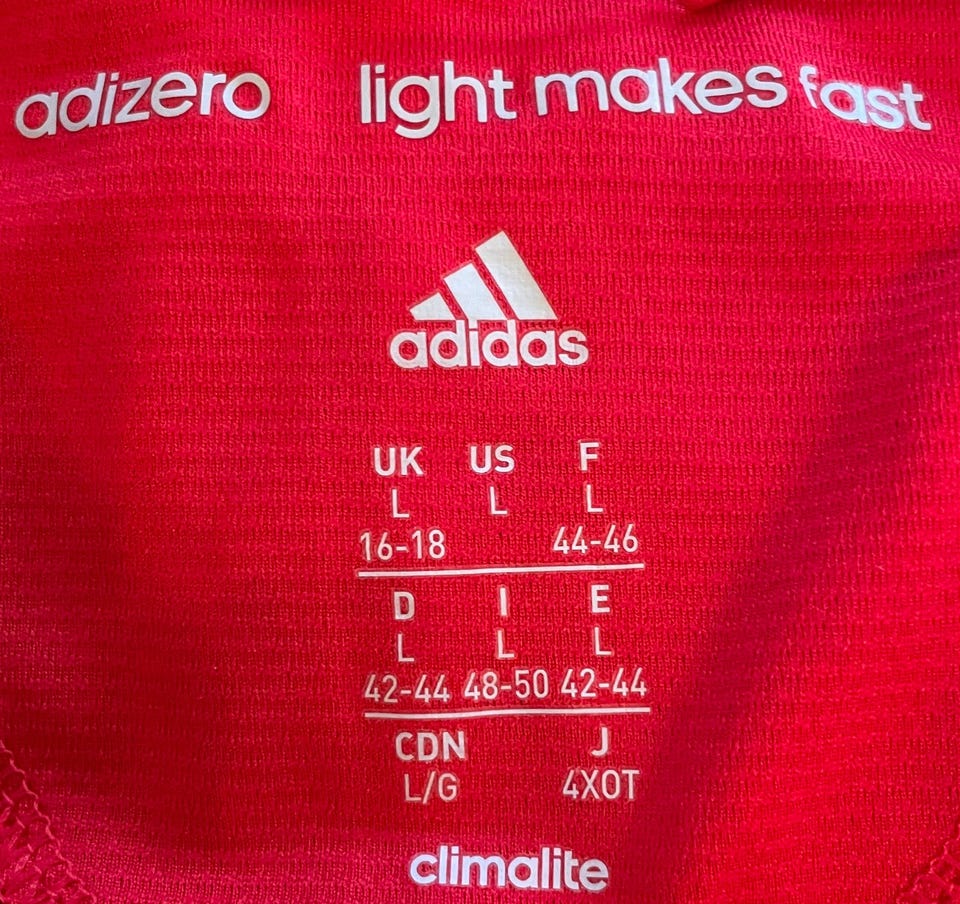 adizero light makes fast
adidas
UK US F
L L L
16-18 44-46
D I E
L L L
42-44 48-50 42-44
CDN J
L/G 4XOT
climalite